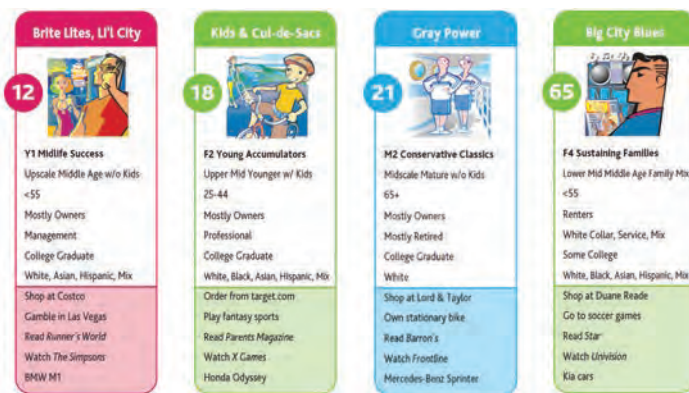 Brite Lites, Li'l City
12
Y1 Midlife Success
Upscale Middle Age w/o Kids
<55
Mostly Owners
Management
College Graduate
White, Asian, Hispanic, Mix
Shop at Costco
Gamble in Las Vegas
Read Runner's World
Watch The Simpsons
BMW M1
Kids & Cul-de-Sacs
18
F2 Young Accumulators
Upper Mid Younger w/ Kids
25-44
Mostly Owners
Professional
College Graduate
White, Black, Asian, Hispanic, Mix
Order from target.com
Play fantasy sports
Read Parents Magazine
Watch X Games
Honda Odyssey
Gray Power
21
M2 Conservative Classics
Midscale Mature w/o Kids
65+
Mostly Owners
Mostly Retired
College Graduate
White
Shop at Lord & Taylor
Own stationary bike
Read Barron's
Watch Frontline
Mercedes-Benz Sprinter
Big City Blues
65
F4 Sustaining Families
Lower Mid Middle Age Family Mix
<55
Renters
White Collar, Service, Mix
Some College
White, Black, Asian, Hispanic, Mix
Shop at Duane Reade
Go to soccer games
Read Star
Watch Univision
Kia cars